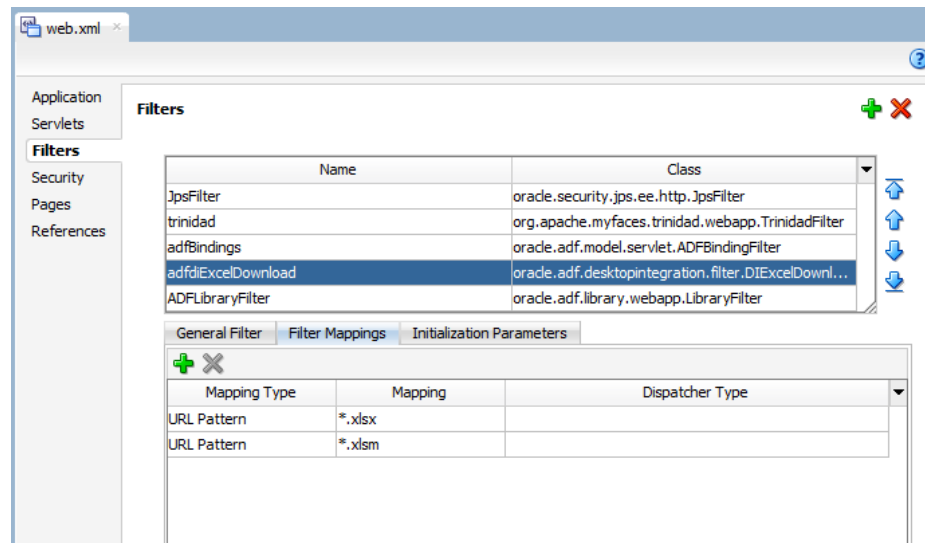 web.xml ×
?
Application
Servlets
Filters
Security
Pages
References
Filters
Name Class
JpsFilter oracle.security.jps.ee.http.JpsFilter
trinidad org.apache.myfaces.trinidad.webapp.TrinidadFilter
adfBindings oracle.adf.model.servlet.ADFBindingFilter
adfdiExcelDownload oracle.adf.desktopintegration.filter.DIExcelDownl...
ADFLibraryFilter oracle.adf.library.webapp.LibraryFilter
General Filter Filter Mappings Initialization Parameters
Mapping Type Mapping Dispatcher Type
URL Pattern *.xlsx
URL Pattern *.xlsm